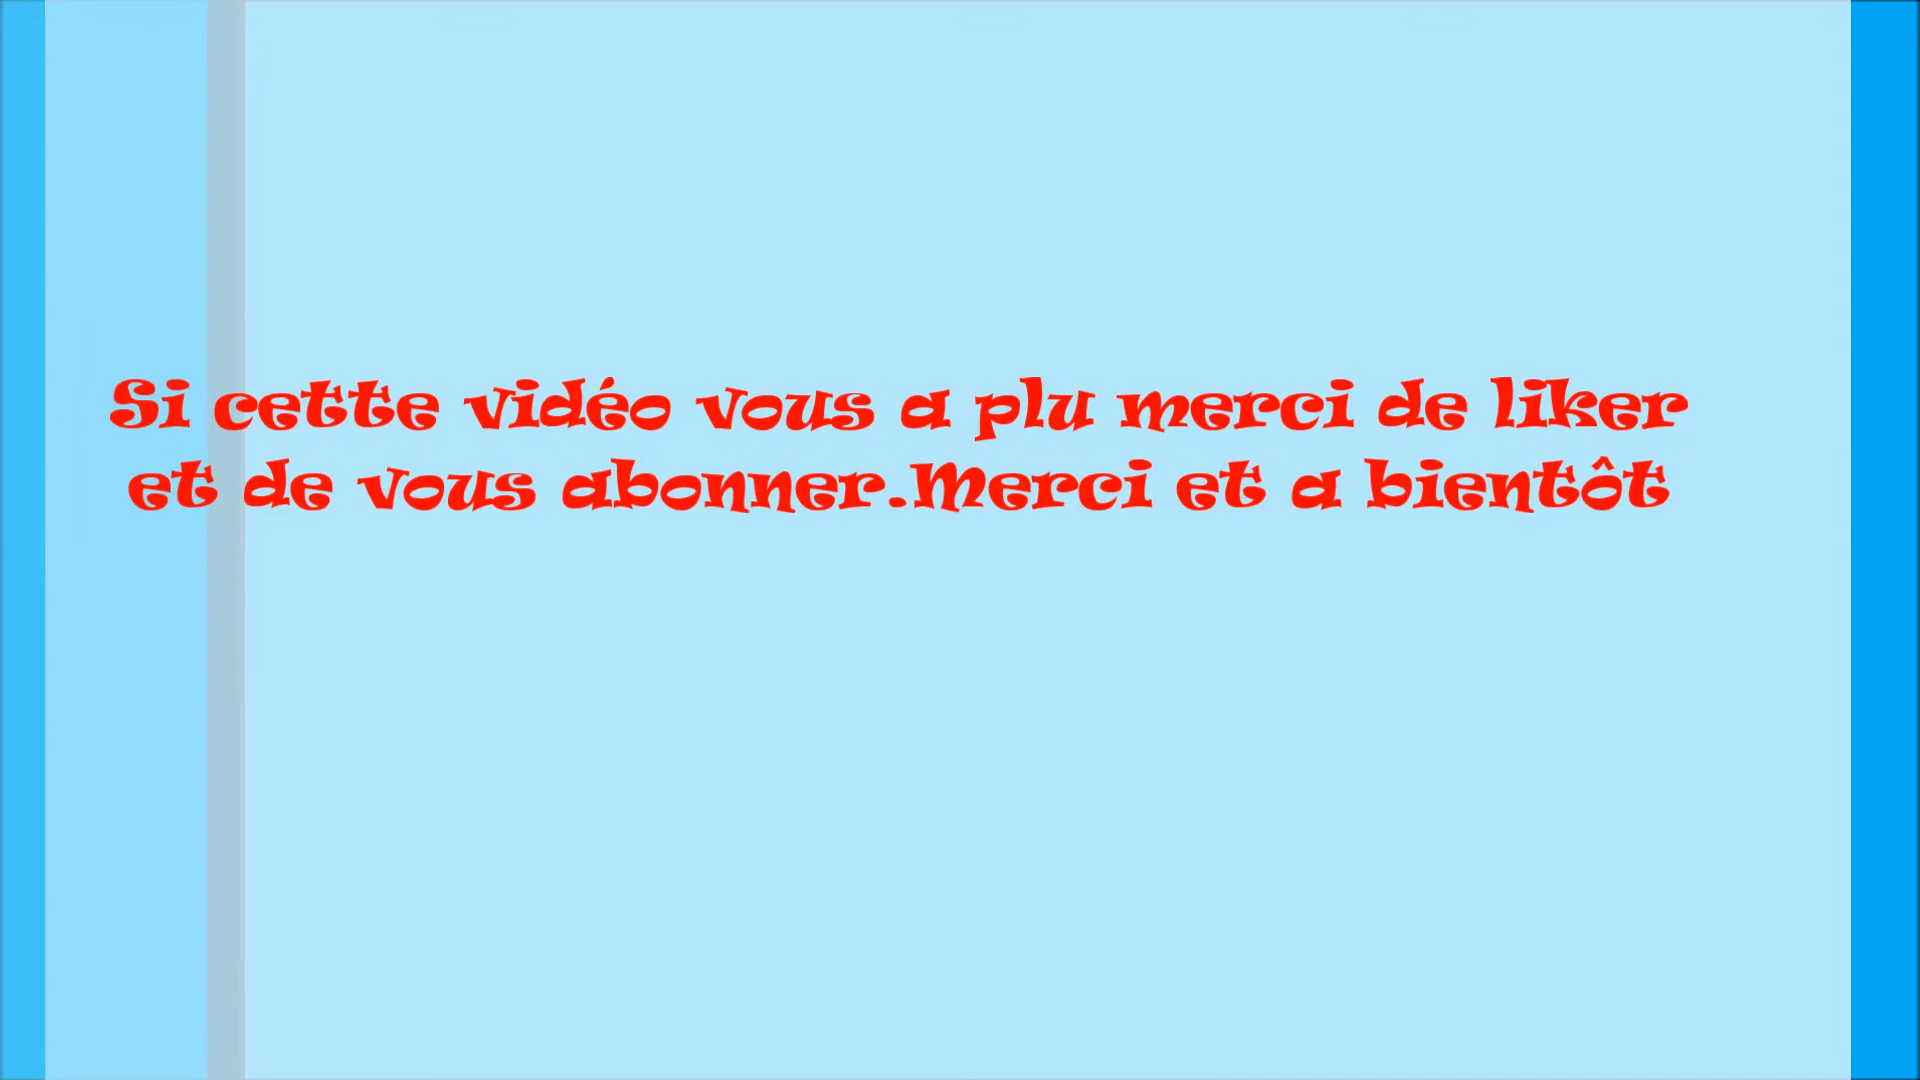 Si cette vidéo vous a plu merci de liker
et de vous abonner.Merci et a bientôt